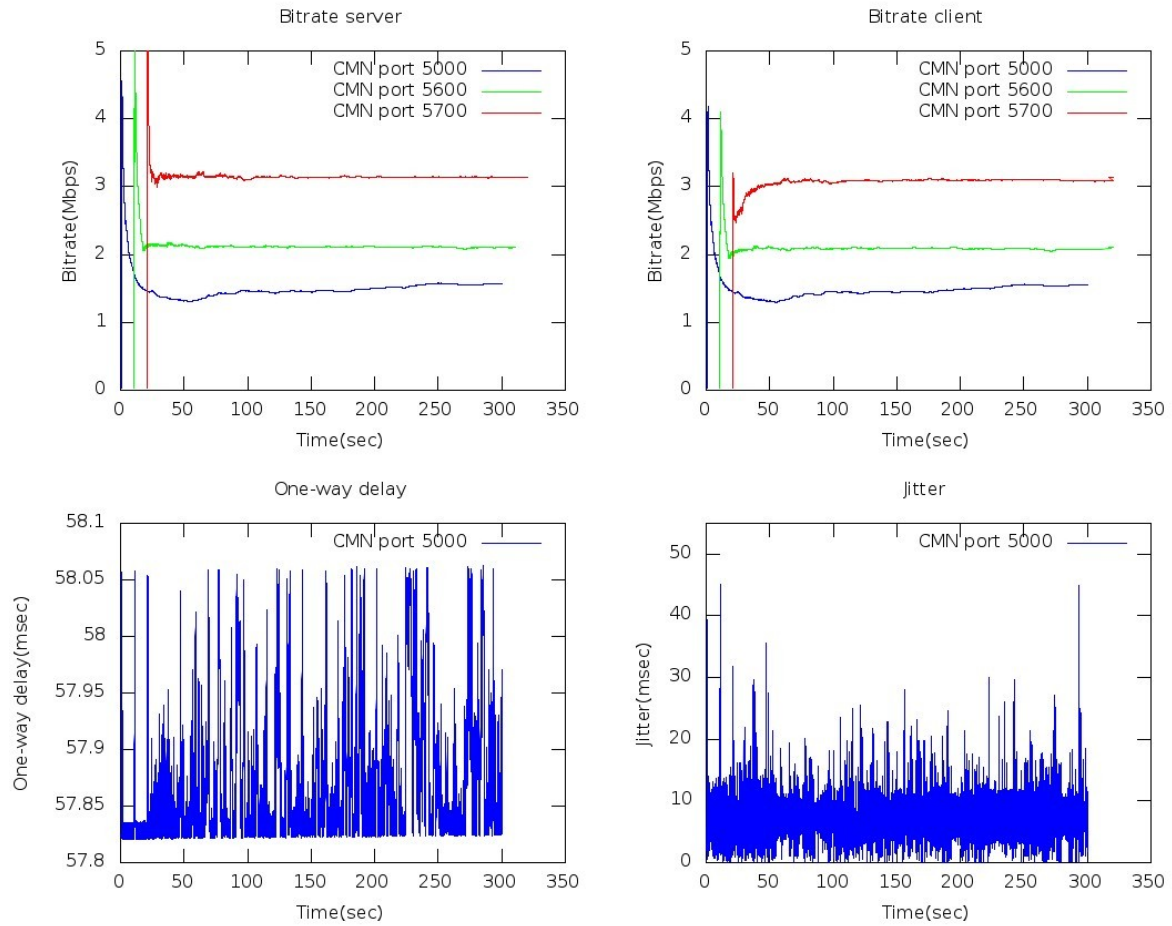 Bitrate server
5
4
3
2
1
0
Bitrate(Mbps)
CMN port 5000
CMN port 5600
CMN port 5700
0 50 100 150 200 250 300 350
Time(sec)
Bitrate client
5
4
3
2
1
0
Bitrate(Mbps)
CMN port 5000
CMN port 5600
CMN port 5700
0 50 100 150 200 250 300 350
Time(sec)
One-way delay
58.1
58.05
58
57.95
57.9
57.85
57.8
One-way delay(msec)
CMN port 5000
0 50 100 150 200 250 300 350
Time(sec)
Jitter
50
40
30
20
10
0
Jitter(msec)
CMN port 5000
0 50 100 150 200 250 300 350
Time(sec)